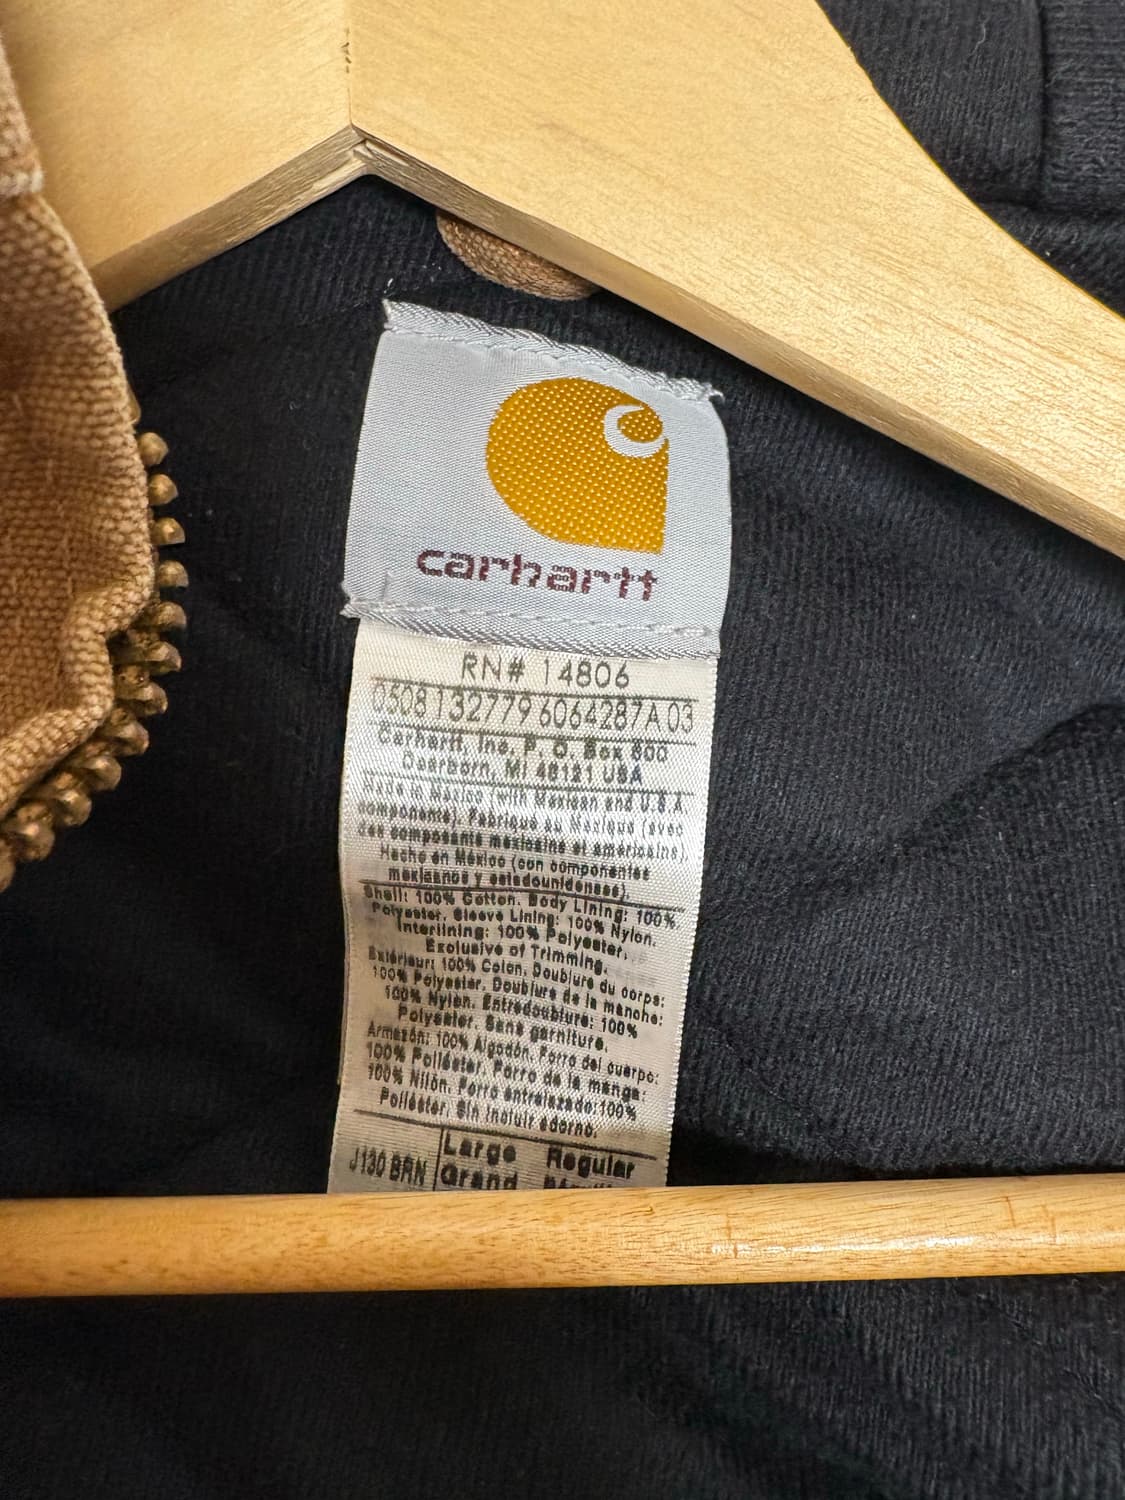 carhartt
RN# 14806
0508132779 6064287A 03
Carhartt, Inc. P. O. Box 600
Dearborn, MI 48121 USA
Made in Mexico (with Mexican and U.S.A.
components). Fabriqué au Mexique (avec
des composants mexicains et américains).
Hecho en México (con componentes
mexicanos y estadounidenses).
Shell: 100% Cotton. Body Lining: 100%
Polyester. Sleeve Lining: 100% Nylon.
Interlining: 100% Polyester.
Exclusive of Trimming.
Extérieur: 100% Coton. Doublure du corps:
100% Polyester. Doublure de la manche:
100% Nylon. Entredoublure: 100%
Polyester. Sans garniture.
Armazón: 100% Algodón. Forro del cuerpo:
100% Poliéster. Forro de la manga:
100% Nilón. Forro entrelazado: 100%
Poliéster. Sin incluir adorno.
J130 BRN Large Regular
Grand